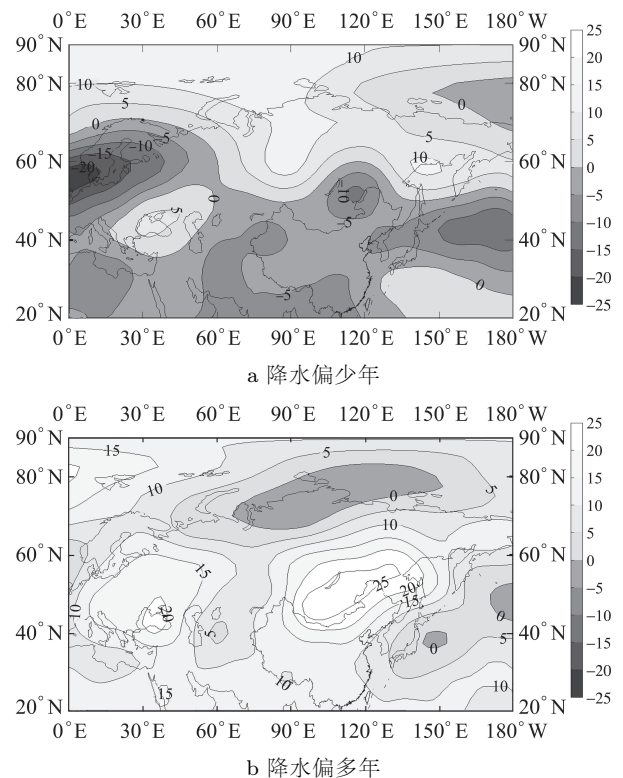 0°E 30°E 60°E 90°E 120°E 150°E 180°W
90°N 10 90°N 25
80°N 10 80°N 20
5 0 15
0 5 10
-10 -5 5
60°N -15 10 60°N 0
-20 -10 -5
5 0 -5 -10
40°N 40°N -15
-5 0 -20
20°N 20°N -25
0°E 30°E 60°E 90°E 120°E 150°E 180°W
a 降水偏少年
0°E 30°E 60°E 90°E 120°E 150°E 180°W
90°N 15 5 90°N 25
80°N 10 0 5 80°N 20
10 15
10
60°N 60°N 5
15 25 20 0
10 20 15 -5
5 0 -10
40°N 0 5 40°N -15
15 10 10 -20
20°N 20°N -25
0°E 30°E 60°E 90°E 120°E 150°E 180°W
b 降水偏多年